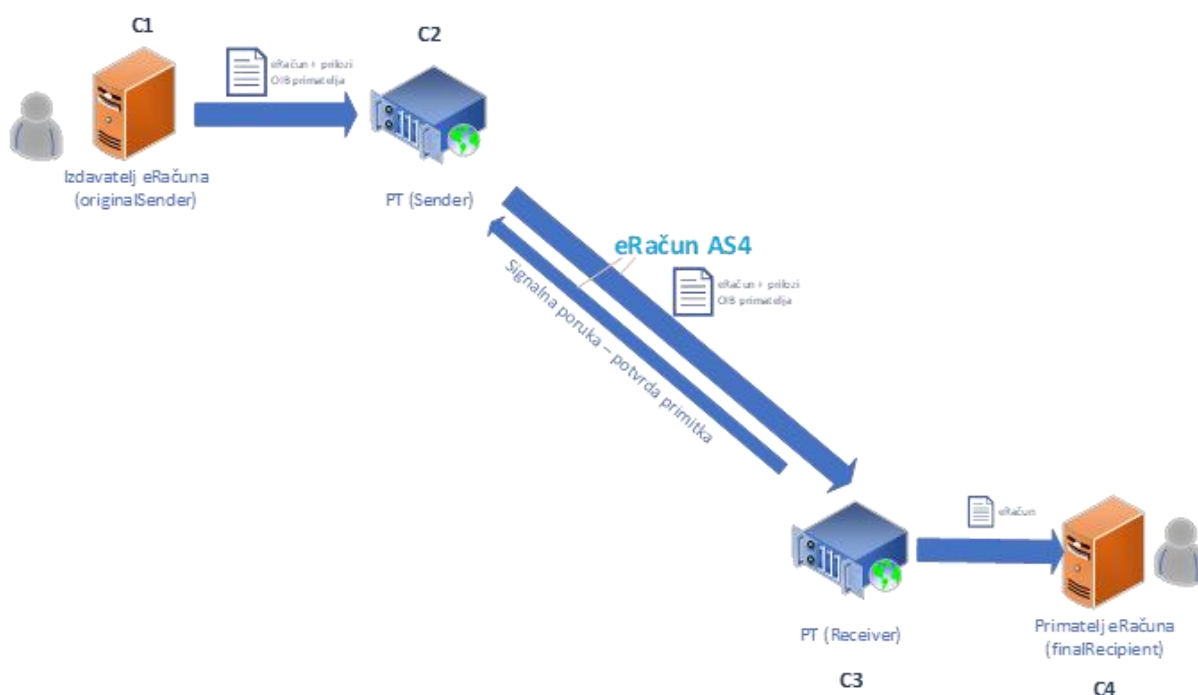 C1
C2
eRačun + prilozi
OIB primatelja
Izdavatelj eRačuna
(originalSender)
PT (Sender)
eRačun AS4
eRačun + prilozi
OIB primatelja
Signalna poruka – potvrda primitka
eRačun
PT (Receiver)
Primatelj eRačuna
(finalRecipient)
C3
C4